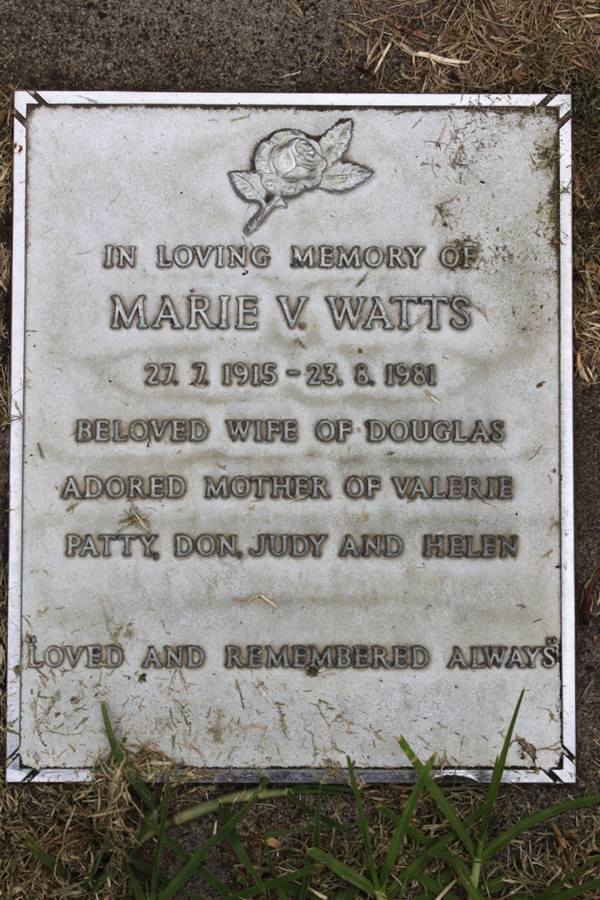 IN LOVING MEMORY OF
MARIE V. WATTS
27. 7. 1915 - 23. 8. 1981
BELOVED WIFE OF DOUGLAS
ADORED MOTHER OF VALERIE
PATTY, DON, JUDY AND HELEN
"LOVED AND REMEMBERED ALWAYS"